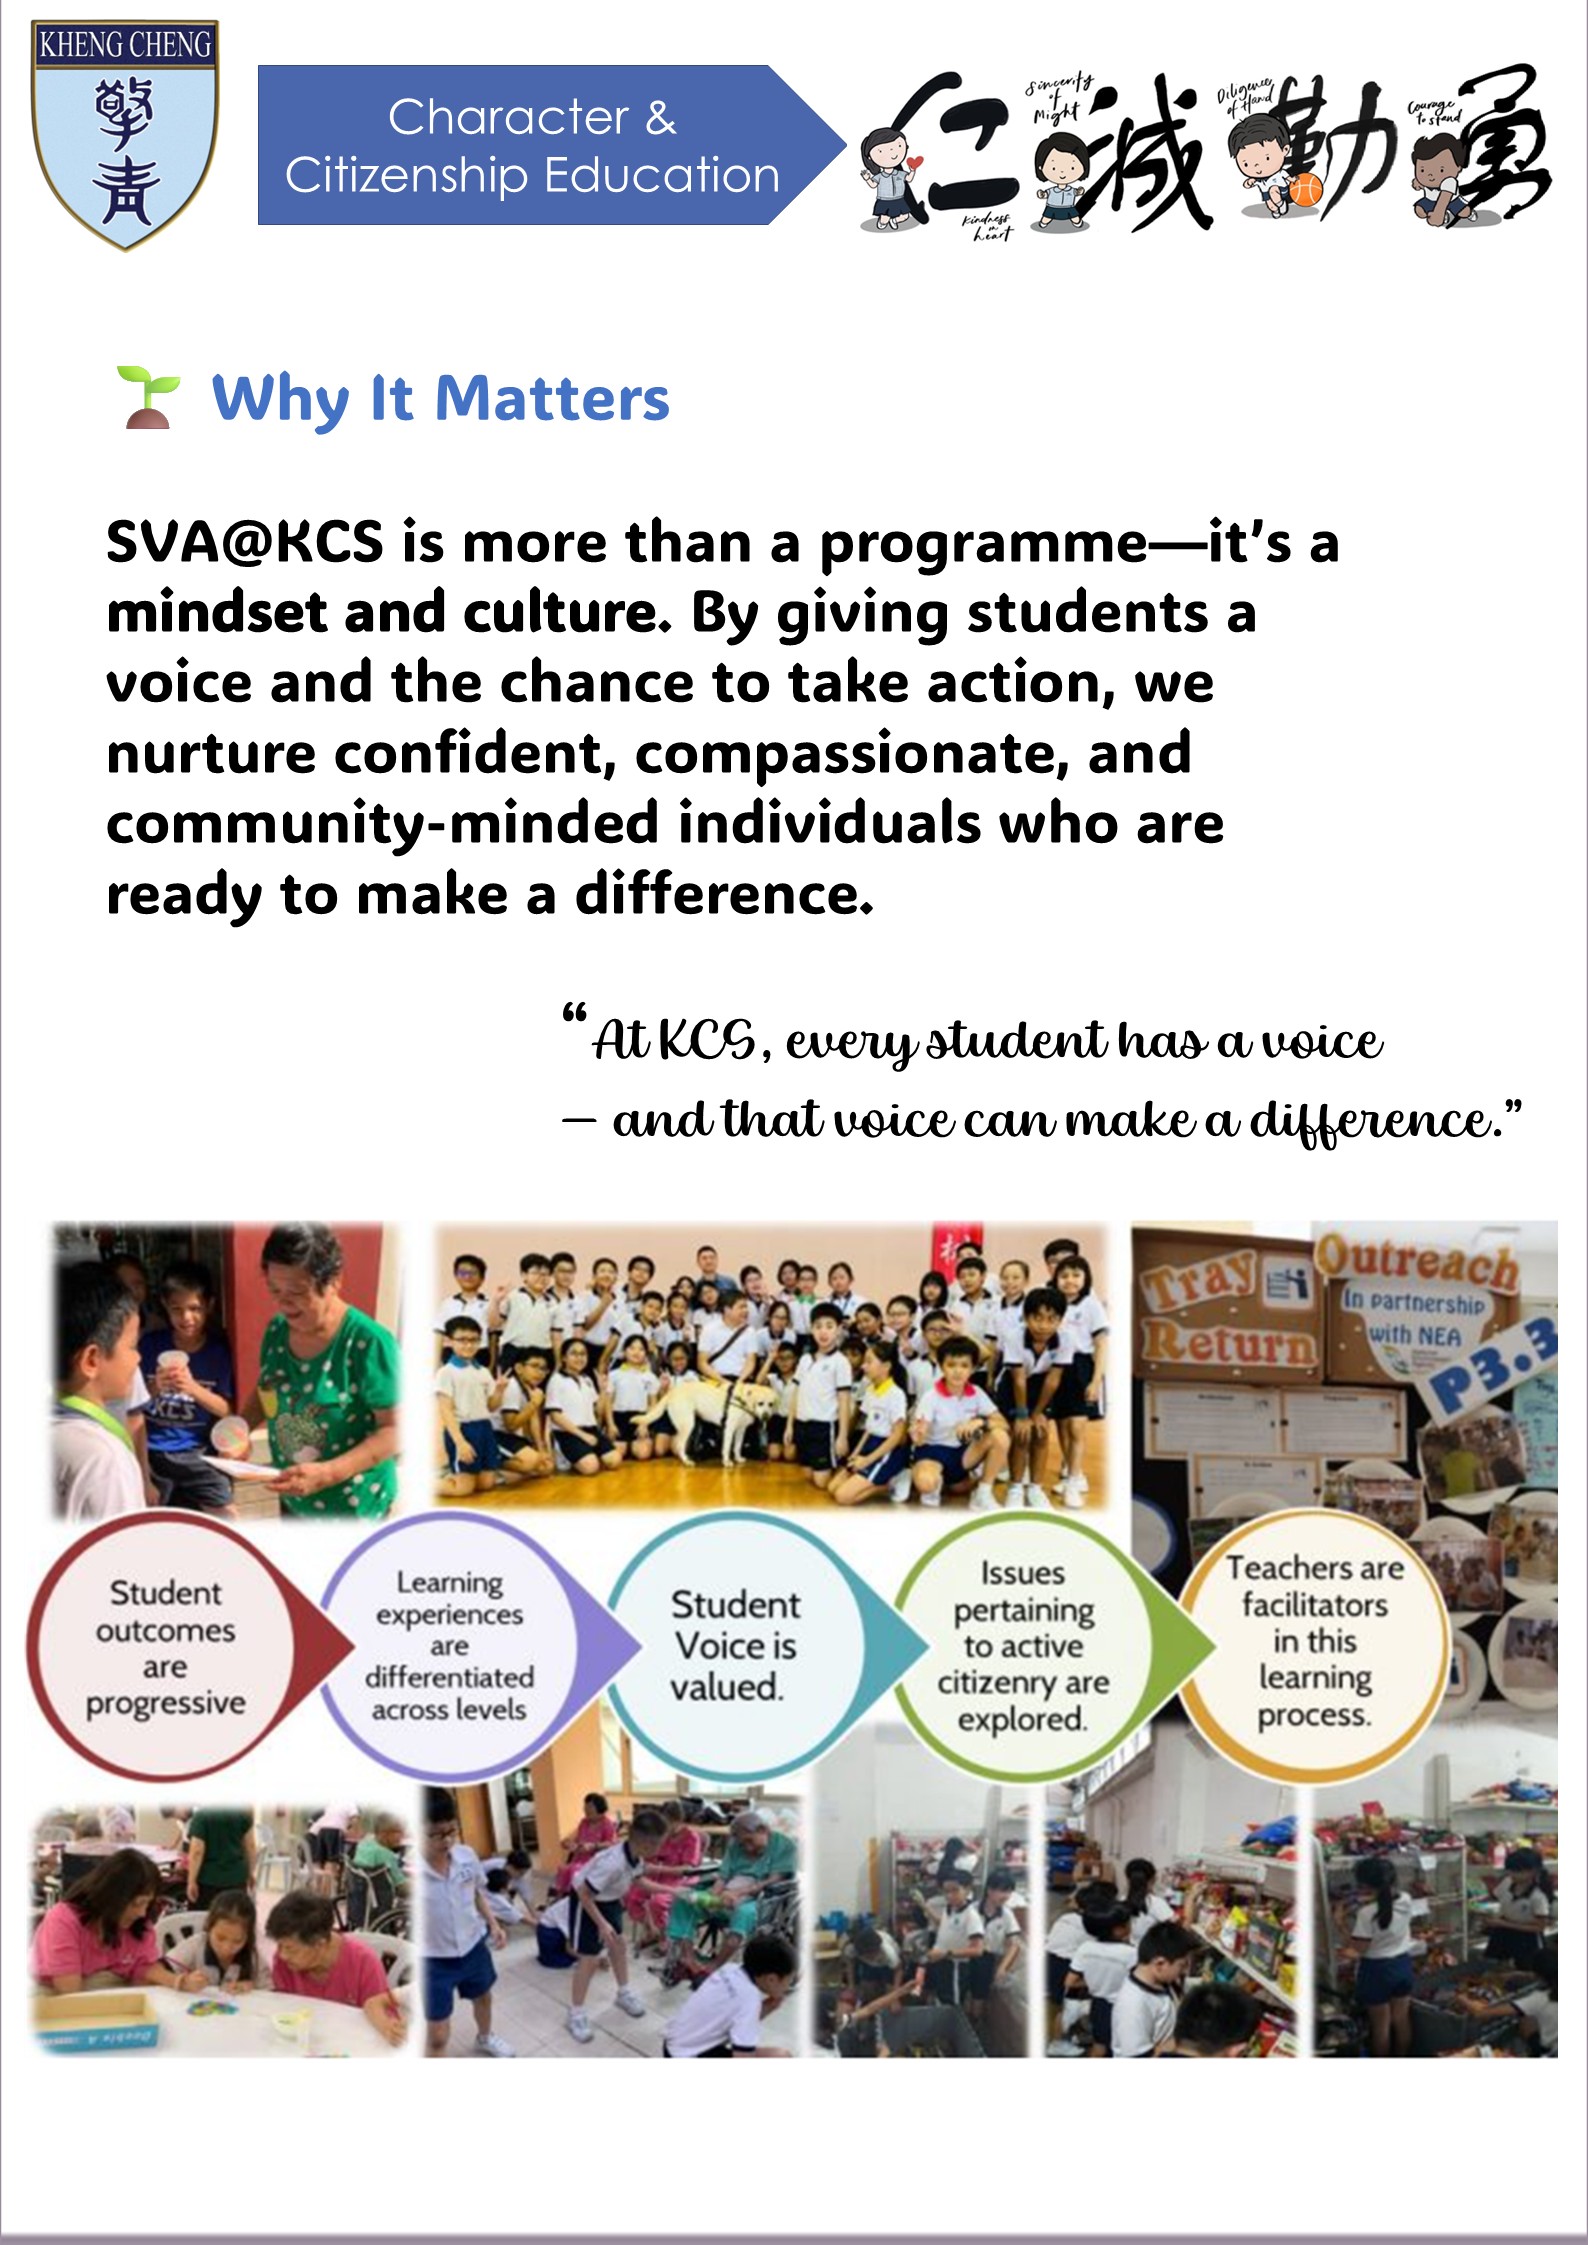 KHENG CHENG
擎
青
Character &
Citizenship Education
仁 誠 勤 勇
Kindness
in
heart
Sincerity
of
Might
Diligence
of Hand
Courage
to stand
Why It Matters
SVA@KCS is more than a programme—it’s a
mindset and culture. By giving students a
voice and the chance to take action, we
nurture confident, compassionate, and
community-minded individuals who are
ready to make a difference.
“At KCS, every student has a voice
– and that voice can make a difference.”
Tray
Return
Outreach
In partnership
with NEA
P3.3
KCS
Student
outcomes
are
progressive
Learning
experiences
are
differentiated
across levels
Student
Voice is
valued.
Issues
pertaining
to active
citizenry are
explored.
Teachers are
facilitators
in this
learning
process.
Double A